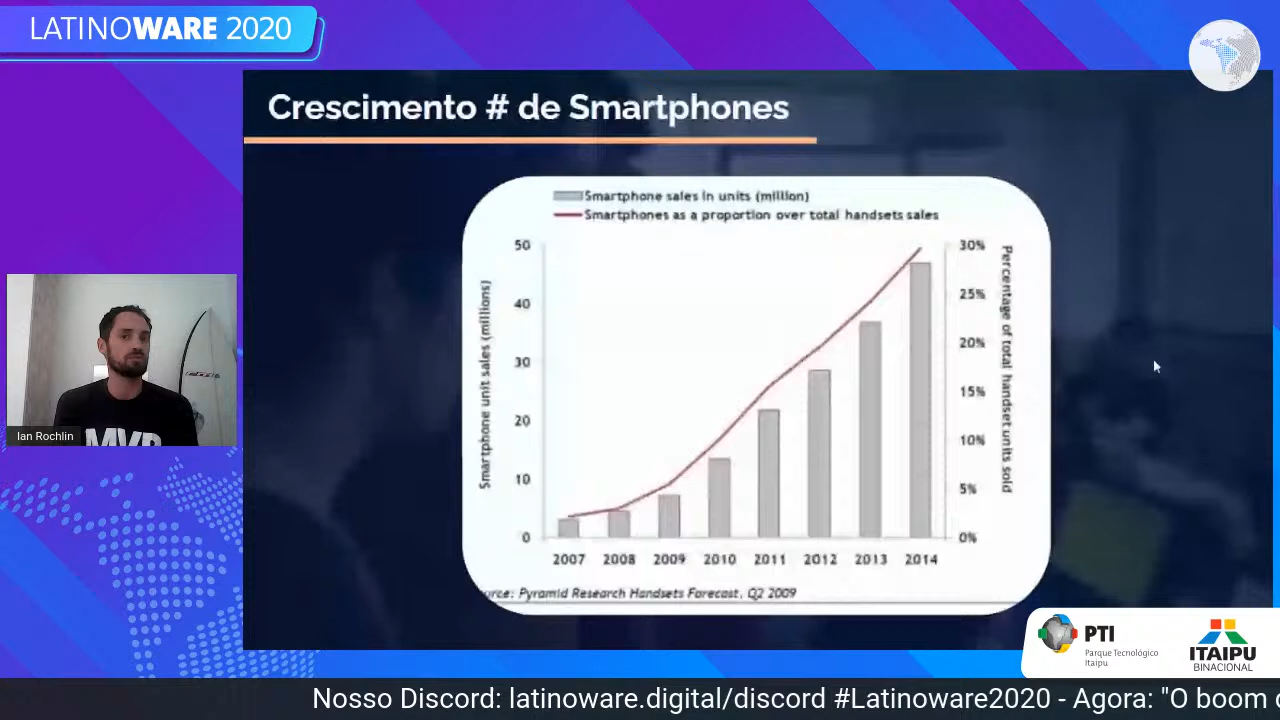 LATINOWARE 2020
Crescimento # de Smartphones
Smartphone sales in units (million)
Smartphones as a proportion over total handsets sales
Smartphone unit sales (millions)
50
40
30
20
10
0
30%
25%
20%
15%
10%
5%
0%
Percentage of total handset units sold
2007 2008 2009 2010 2011 2012 2013 2014
urce: Pyramid Research Handsets Forecast, Q2 2009
MVP
Ian Rochlin
PTI
Parque Tecnológico
Itaipu
ITAIPU
BINACIONAL
Nosso Discord: latinoware.digital/discord #Latinoware2020 - Agora: "O boom